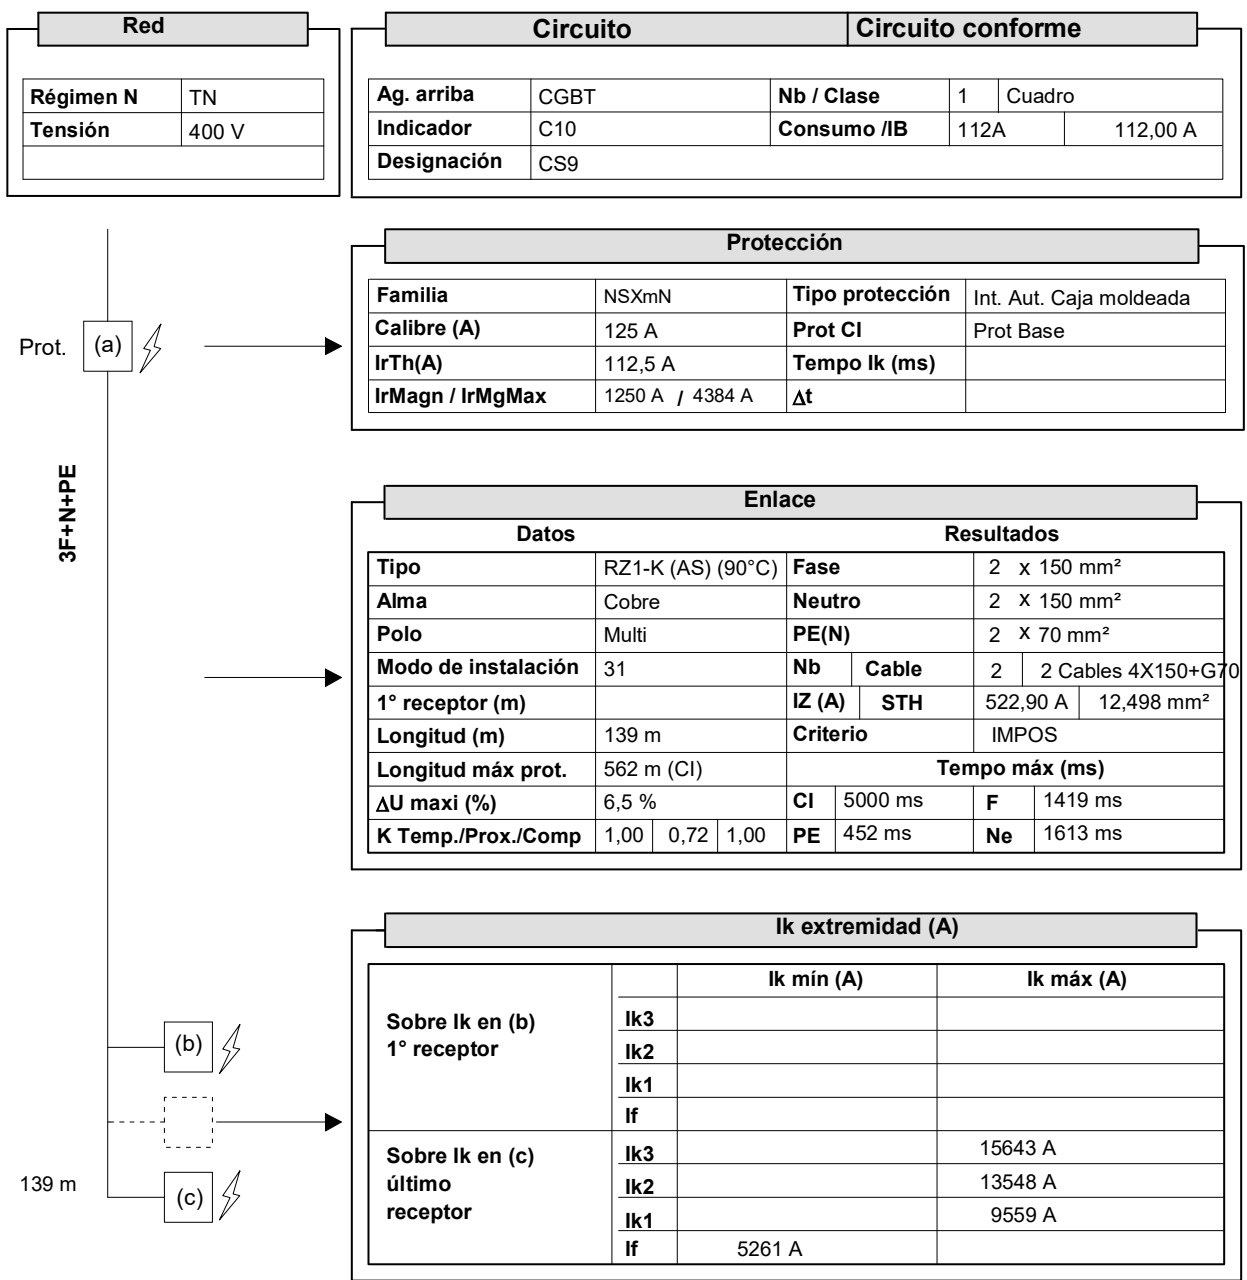 Red
Circuito Circuito conforme
Régimen N TN
Tensión 400 V
Ag. arriba CGBT Nb / Clase 1 Cuadro
Indicador C10 Consumo /IB 112A 112,00 A
Designación CS9
Protección
Familia NSXmN Tipo protección Int. Aut. Caja moldeada
Calibre (A) 125 A Prot CI Prot Base
IrTh(A) 112,5 A Tempo Ik (ms)
IrMagn / IrMgMax 1250 A / 4384 A Δt
Prot. (a)
3F+N+PE
Enlace
Datos Resultados
Tipo RZ1-K (AS) (90°C) Fase 2 x 150 mm²
Alma Cobre Neutro 2 x 150 mm²
Polo Multi PE(N) 2 x 70 mm²
Modo de instalación 31 Nb Cable 2 2 Cables 4X150+G70
1° receptor (m) IZ (A) STH 522,90 A 12,498 mm²
Longitud (m) 139 m Criterio IMPOS
Longitud máx prot. 562 m (CI) Tempo máx (ms)
ΔU maxi (%) 6,5 % CI 5000 ms F 1419 ms
K Temp./Prox./Comp 1,00 0,72 1,00 PE 452 ms Ne 1613 ms
Ik extremidad (A)
Ik mín (A) Ik máx (A)
Sobre Ik en (b)
1° receptor
Ik3
Ik2
Ik1
If
(b)
Sobre Ik en (c)
último
receptor
Ik3 15643 A
Ik2 13548 A
Ik1 9559 A
If 5261 A
139 m (c)